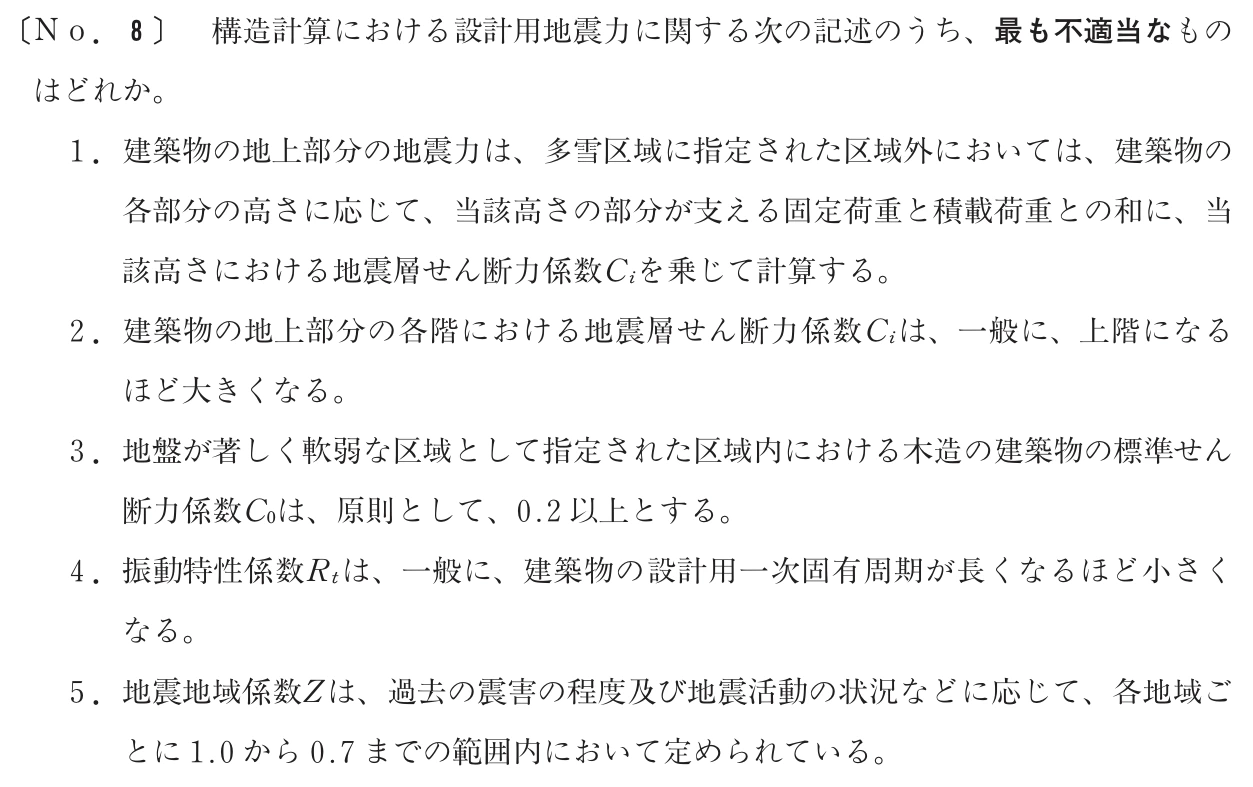 〔Ｎｏ．８〕　構造計算における設計用地震力に関する次の記述のうち、最も不適当なもの
はどれか。
1．建築物の地上部分の地震力は、多雪区域に指定された区域外においては、建築物の
各部分の高さに応じて、当該高さの部分が支える固定荷重と積載荷重との和に、当
該高さにおける地震層せん断力係数Ciを乗じて計算する。
2．建築物の地上部分の各階における地震層せん断力係数Ciは、一般に、上階になる
ほど大きくなる。
3．地盤が著しく軟弱な区域として指定された区域内における木造の建築物の標準せん
断力係数C0は、原則として、0.2以上とする。
4．振動特性係数Rtは、一般に、建築物の設計用一次固有周期が長くなるほど小さく
なる。
5．地震地域係数Zは、過去の震害の程度及び地震活動の状況などに応じて、各地域ご
とに1.0から0.7までの範囲内において定められている。